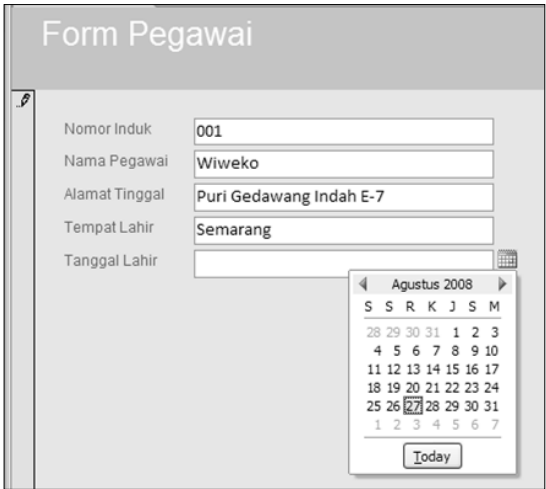 Form Pegawai
Nomor Induk 001
Nama Pegawai Wiweko
Alamat Tinggal Puri Gedawang Indah E-7
Tempat Lahir Semarang
Tanggal Lahir
Agustus 2008
S S R K J S M
28 29 30 31 1 2 3
4 5 6 7 8 9 10
11 12 13 14 15 16 17
18 19 20 21 22 23 24
25 26 27 28 29 30 31
1 2 3 4 5 6 7
Today